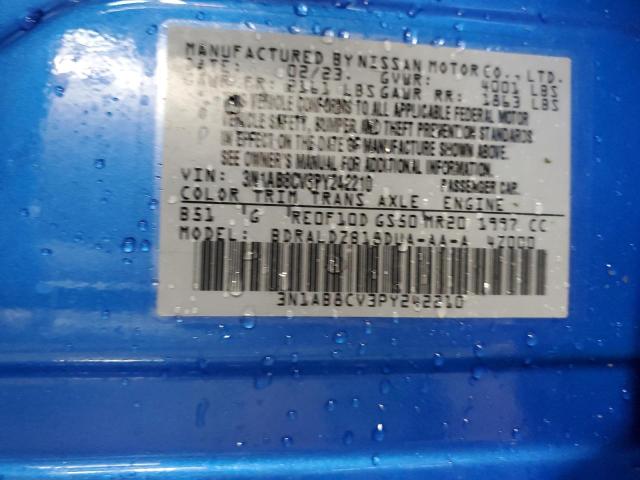 MANUFACTURED BY NISSAN MOTOR CO., LTD.
DATE: 02/23. GVWR: 4001 LBS
GAWR FR: 2161 LBS GAWR RR: 1863 LBS
THIS VEHICLE CONFORMS TO ALL APPLICABLE FEDERAL MOTOR
VEHICLE SAFETY, BUMPER, AND THEFT PREVENTION STANDARDS
IN EFFECT ON THE DATE OF MANUFACTURE SHOWN ABOVE.
SEE OWNER'S MANUAL FOR ADDITIONAL INFORMATION.
VIN: 3N1AB8CV3PY242210 PASSENGER CAR
COLOR TRIM TRANS AXLE ENGINE
B51 G RE0F10D GS50 MR20 1997 CC
MODEL: AA-A 47000
3N1AB8CV3PY242210